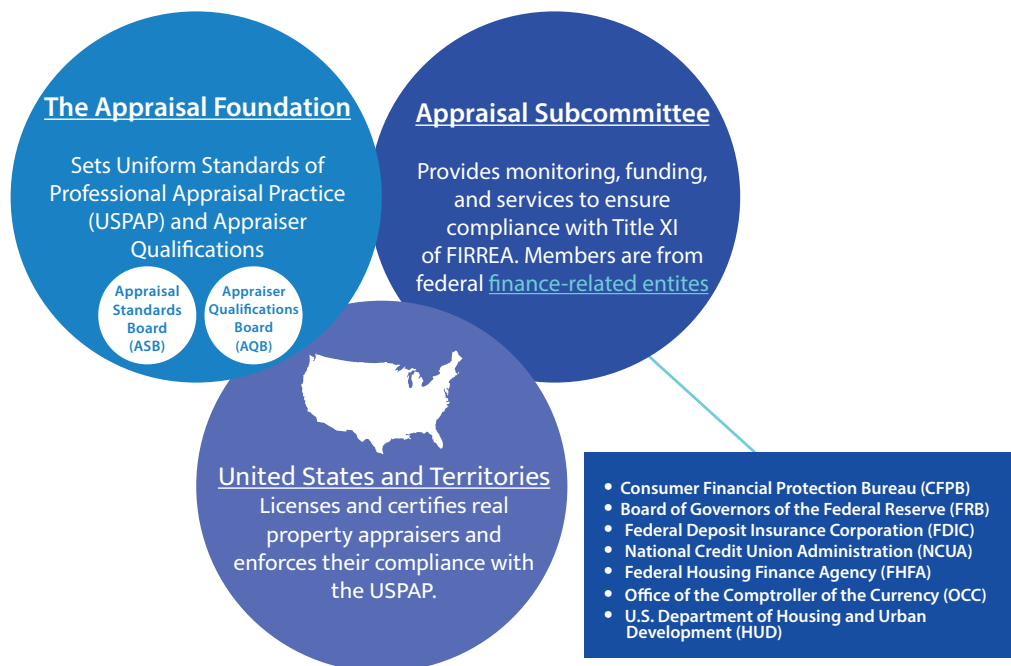 The Appraisal Foundation
Sets Uniform Standards of
Professional Appraisal Practice
(USPAP) and Appraiser
Qualifications
Appraisal
Standards
Board
(ASB)
Appraiser
Qualifications
Board
(AQB)
Appraisal Subcommittee
Provides monitoring, funding,
and services to ensure
compliance with Title XI
of FIRREA. Members are from
federal finance-related entites
United States and Territories
Licenses and certifies real
property appraisers and
enforces their compliance with
the USPAP.
• Consumer Financial Protection Bureau (CFPB)
• Board of Governors of the Federal Reserve (FRB)
• Federal Deposit Insurance Corporation (FDIC)
• National Credit Union Administration (NCUA)
• Federal Housing Finance Agency (FHFA)
• Office of the Comptroller of the Currency (OCC)
• U.S. Department of Housing and Urban
Development (HUD)